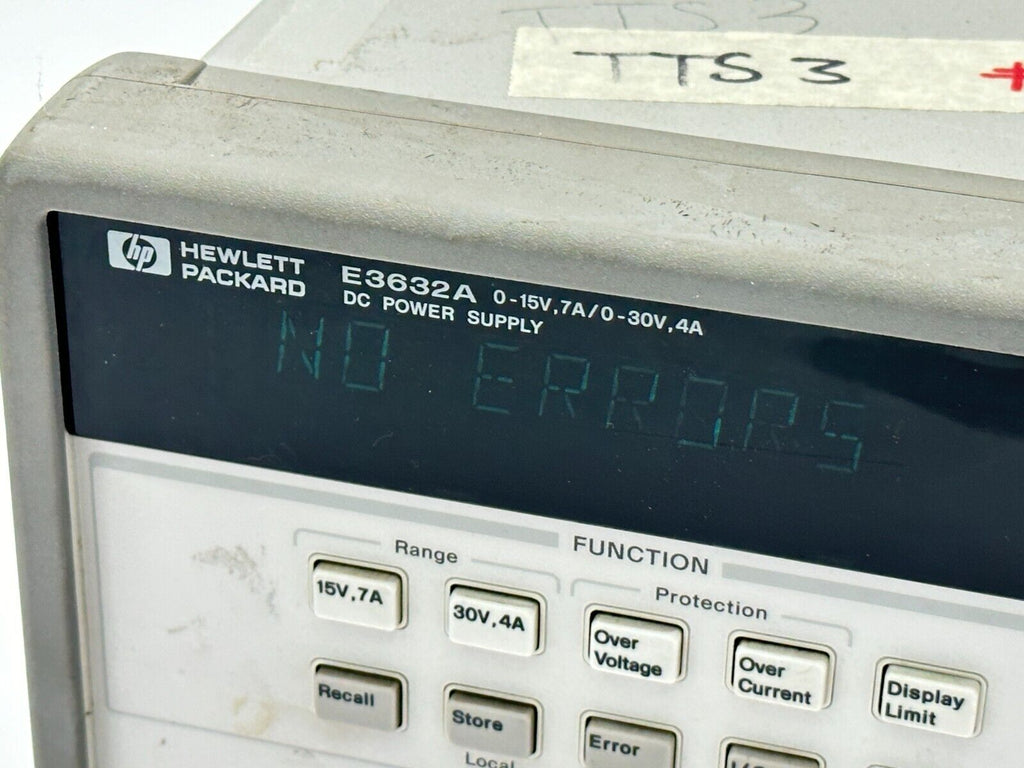 TTS 3
TTS 3 +
hp HEWLETT PACKARD
E3632A 0-15V,7A/0-30V,4A
DC POWER SUPPLY
NO ERRORS
FUNCTION
Range
Protection
15V,7A
30V,4A
Over Voltage
Over Current
Display Limit
Recall
Store
Error
Local